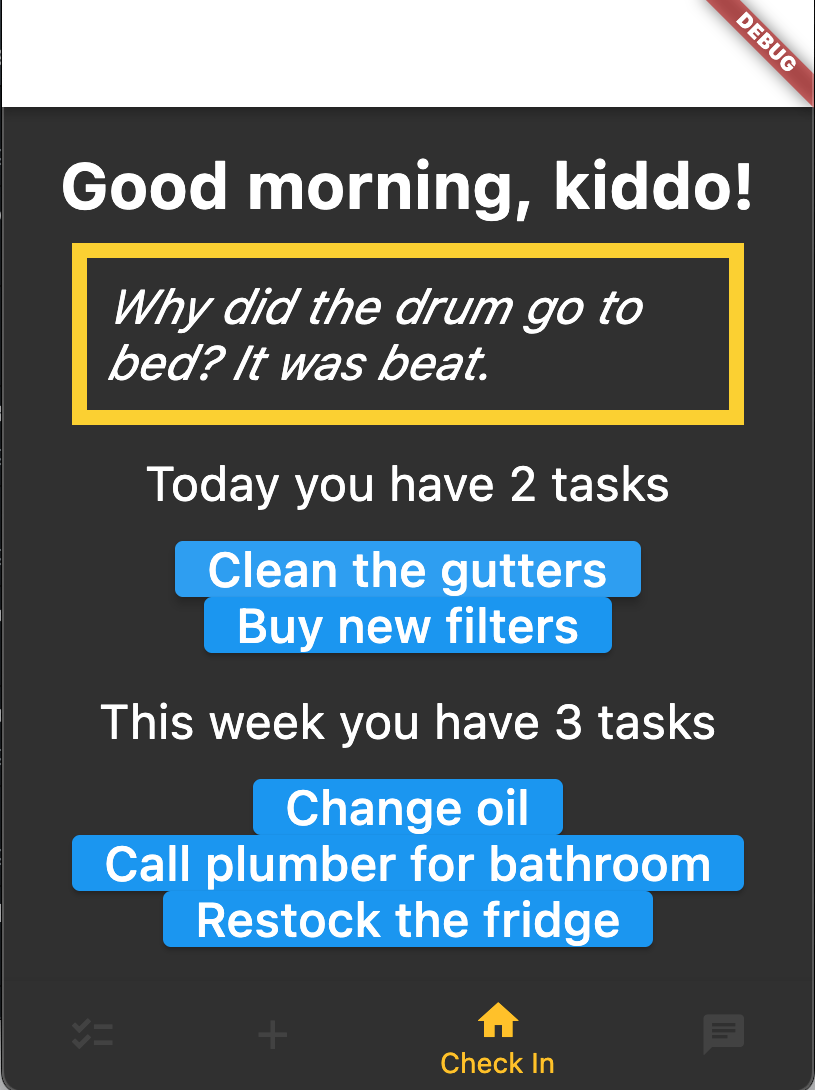 DEBUG
Good morning, kiddo!
Why did the drum go to
bed? It was beat.
Today you have 2 tasks
Clean the gutters
Buy new filters
This week you have 3 tasks
Change oil
Call plumber for bathroom
Restock the fridge
Check In